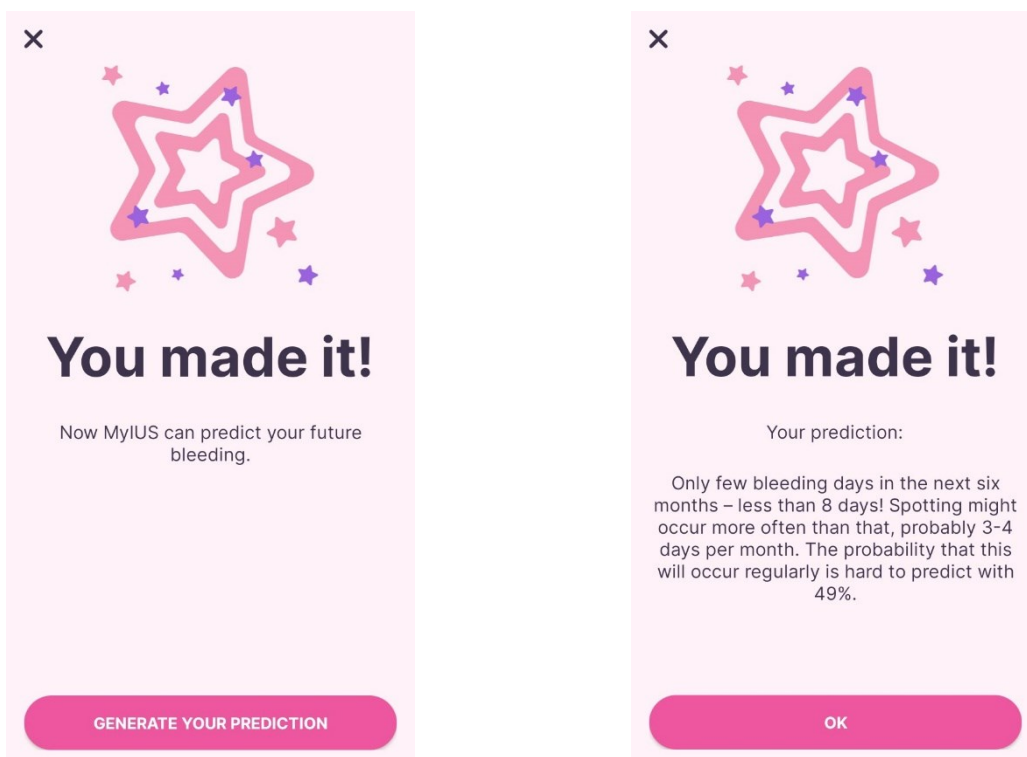 You made it!
Now MyIUS can predict your future
bleeding.
GENERATE YOUR PREDICTION
You made it!
Your prediction:
Only few bleeding days in the next six
months – less than 8 days! Spotting might
occur more often than that, probably 3-4
days per month. The probability that this
will occur regularly is hard to predict with
49%.
OK